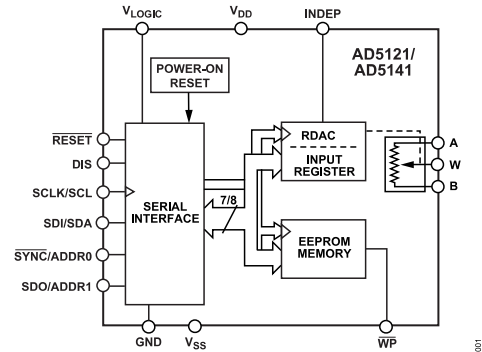 VLOGIC VDD INDEP
AD5121/
AD5141
POWER-ON
RESET
RESET
DIS
SCLK/SCL
SDI/SDA
SYNC/ADDR0
SDO/ADDR1
SERIAL
INTERFACE
7/8
RDAC
INPUT
REGISTER
EEPROM
MEMORY
A
W
B
GND VSS WP
001